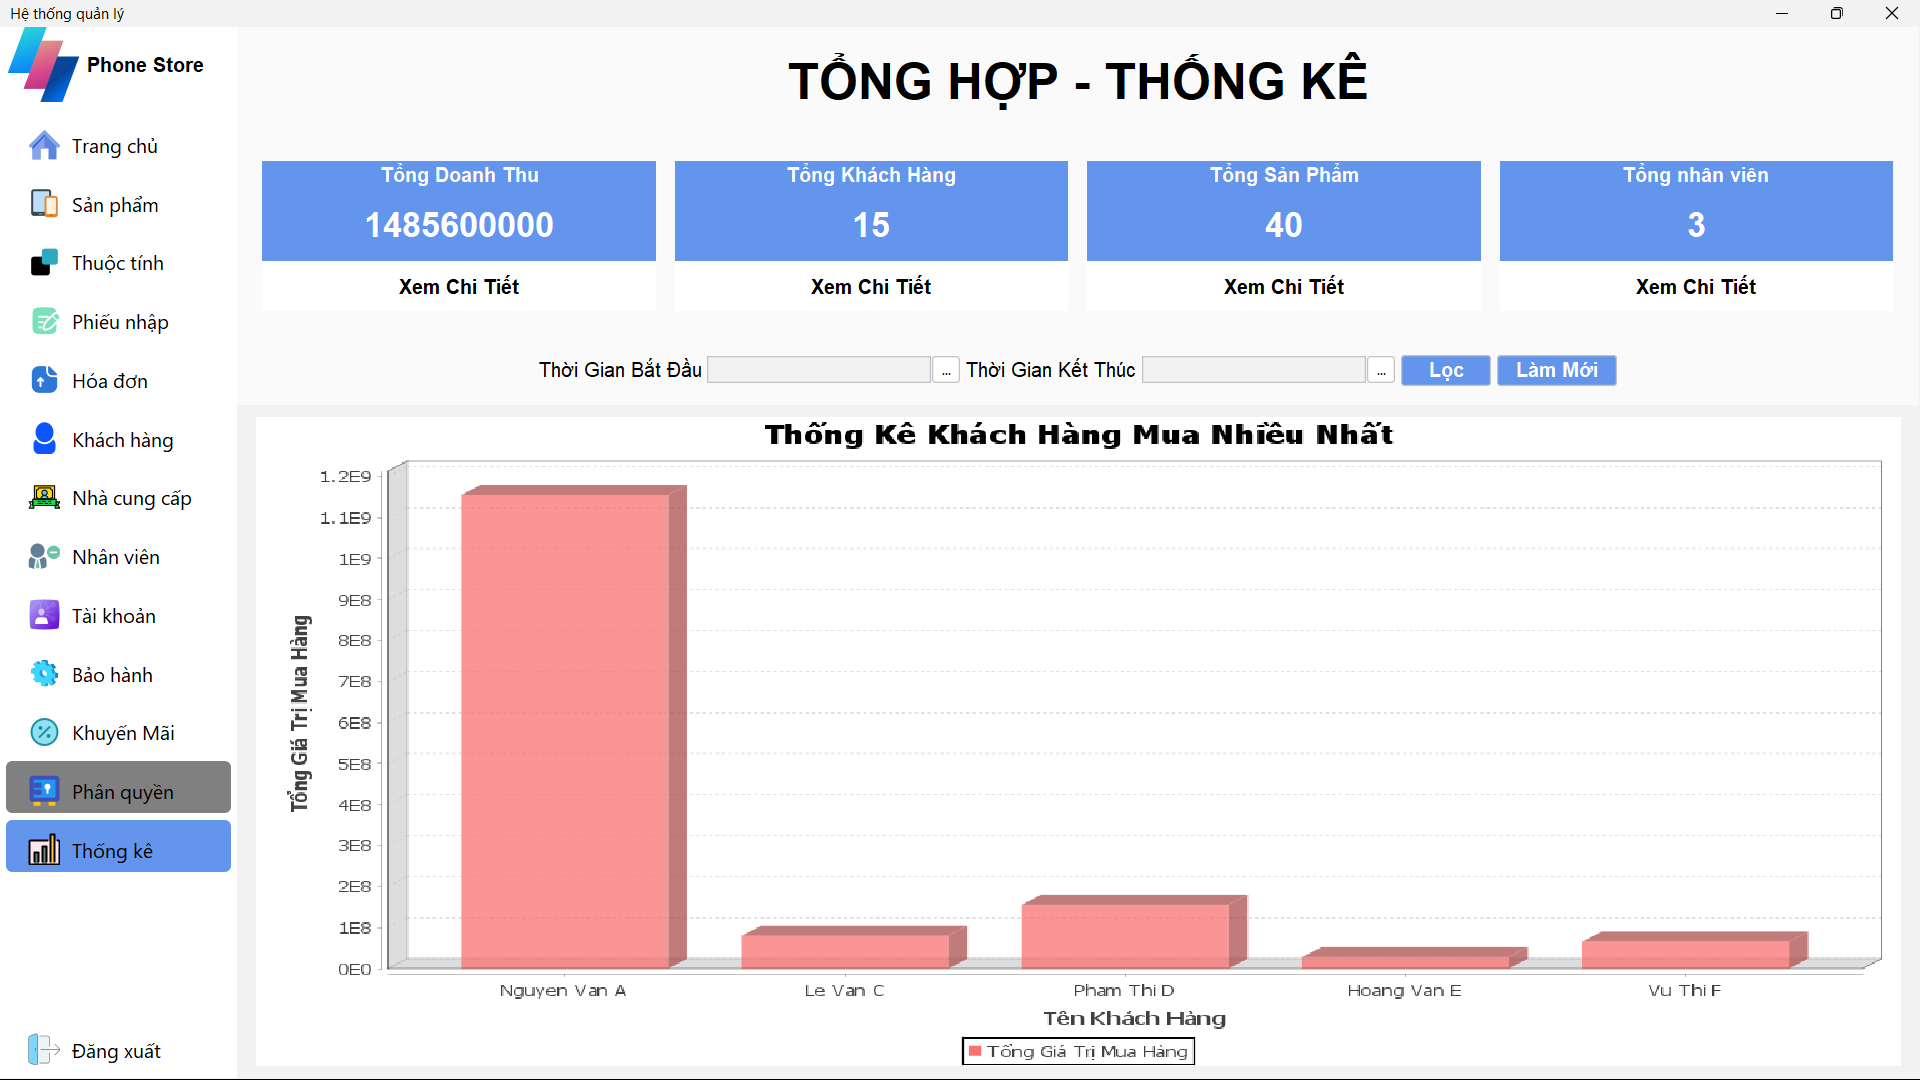 Hệ thống quản lý
Phone Store
Trang chủ
Sản phẩm
Thuộc tính
Phiếu nhập
Hóa đơn
Khách hàng
Nhà cung cấp
Nhân viên
Tài khoản
Bảo hành
Khuyến Mãi
Phân quyền
Thống kê
Đăng xuất
TỔNG HỢP - THỐNG KÊ
Tổng Doanh Thu
1485600000
Xem Chi Tiết
Tổng Khách Hàng
15
Xem Chi Tiết
Tổng Sản Phẩm
40
Xem Chi Tiết
Tổng nhân viên
3
Xem Chi Tiết
Thời Gian Bắt Đầu ... Thời Gian Kết Thúc ... Lọc Làm Mới
Thống Kê Khách Hàng Mua Nhiều Nhất
Tổng Giá Trị Mua Hàng
1.2E9
1.1E9
1E9
9E8
8E8
7E8
6E8
5E8
4E8
3E8
2E8
1E8
0E0
Nguyen Van A Le Van C Pham Thi D Hoang Van E Vu Thi F
Tên Khách Hàng
Tổng Giá Trị Mua Hàng